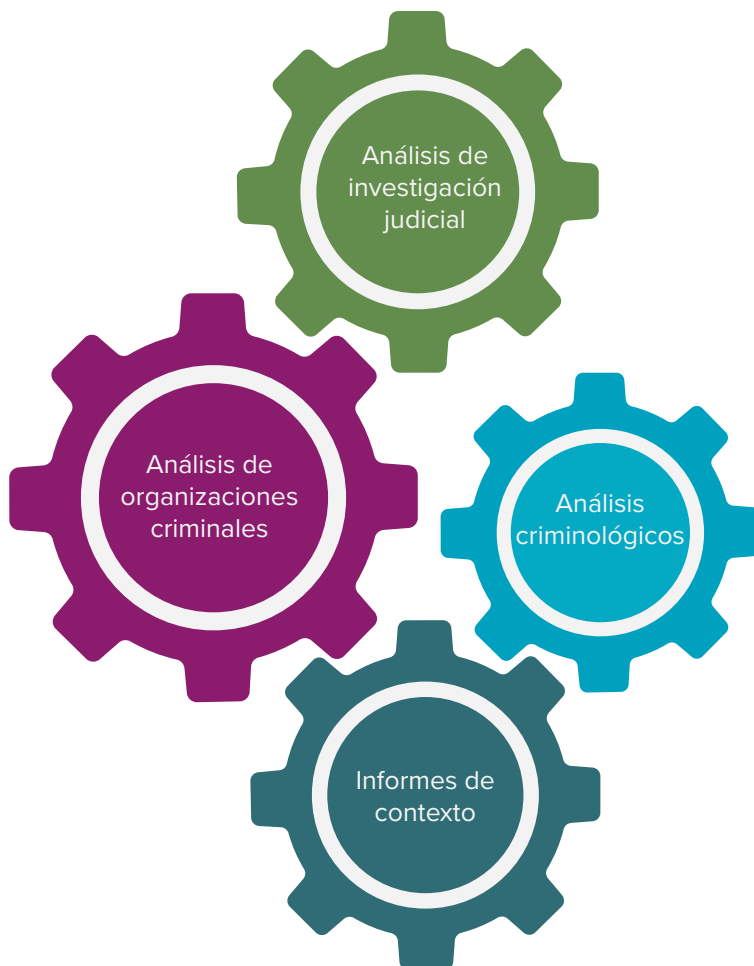 Análisis de
investigación
judicial
Análisis de
organizaciones
criminales
Análisis
criminológicos
Informes de
contexto